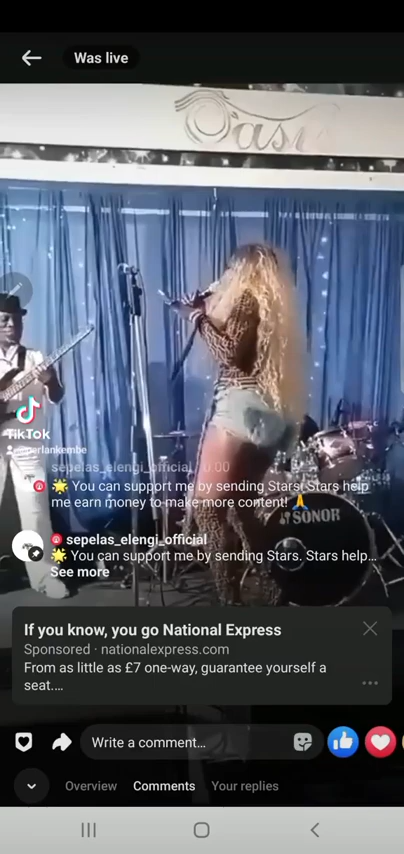 Was live
Oasi
TikTok
sepelas_elengi_official 0.00
🌟 You can support me by sending Stars! Stars help
me earn money to make more content! 🙏
SONOR
sepelas_elengi_official
🌟 You can support me by sending Stars. Stars help...
See more
If you know, you go National Express
Sponsored · nationalexpress.com
From as little as £7 one-way, guarantee yourself a
seat....
Write a comment...
Overview Comments Your replies